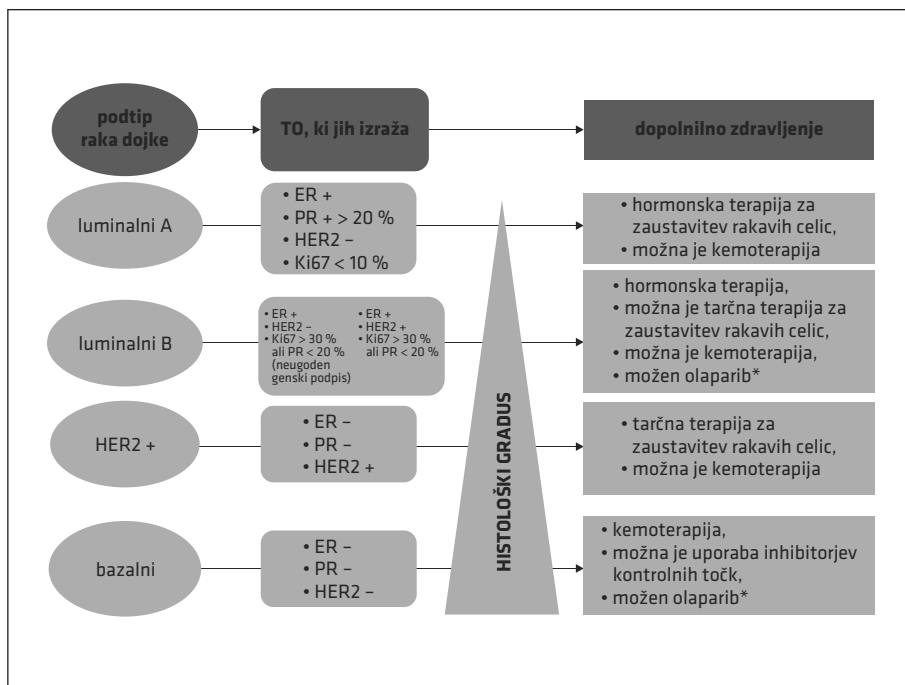 podtip
raka dojke
TO, ki jih izraža
dopolnilno zdravljenje
luminalni A
• ER +
• PR + > 20 %
• HER2 –
• Ki67 < 10 %
• hormonska terapija za
zaustavitev rakavih celic,
• možna je kemoterapija
luminalni B
• ER +
• HER2 –
• Ki67 > 30 %
ali PR < 20 %
(neugoden
genski podpis)
• ER +
• HER2 +
• Ki67 > 30 %
ali PR < 20 %
• hormonska terapija,
• možna je tarčna terapija za
zaustavitev rakavih celic,
• možna je kemoterapija,
• možen olaparib*
HER2 +
• ER –
• PR –
• HER2 +
• tarčna terapija za
zaustavitev rakavih celic,
• možna je kemoterapija
bazalni
• ER –
• PR –
• HER2 –
• kemoterapija,
• možna je uporaba inhibitorjev
kontrolnih točk,
• možen olaparib*
HISTOLOŠKI GRADUS